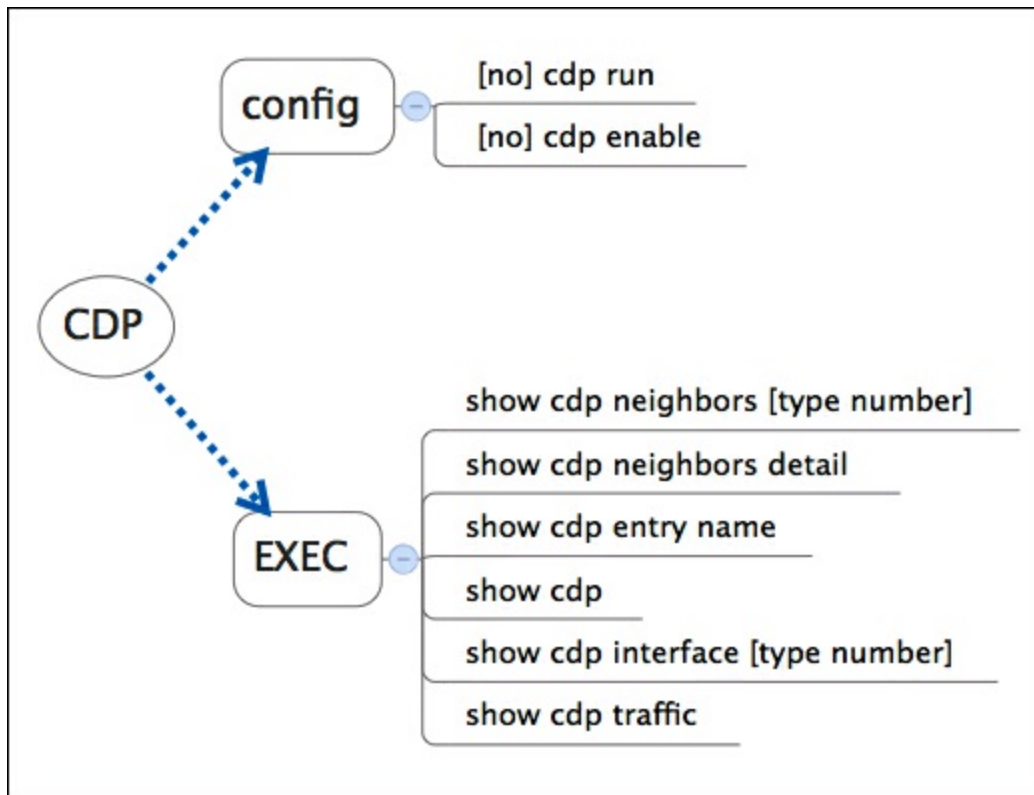 config
[no] cdp run
[no] cdp enable
CDP
EXEC
show cdp neighbors [type number]
show cdp neighbors detail
show cdp entry name
show cdp
show cdp interface [type number]
show cdp traffic